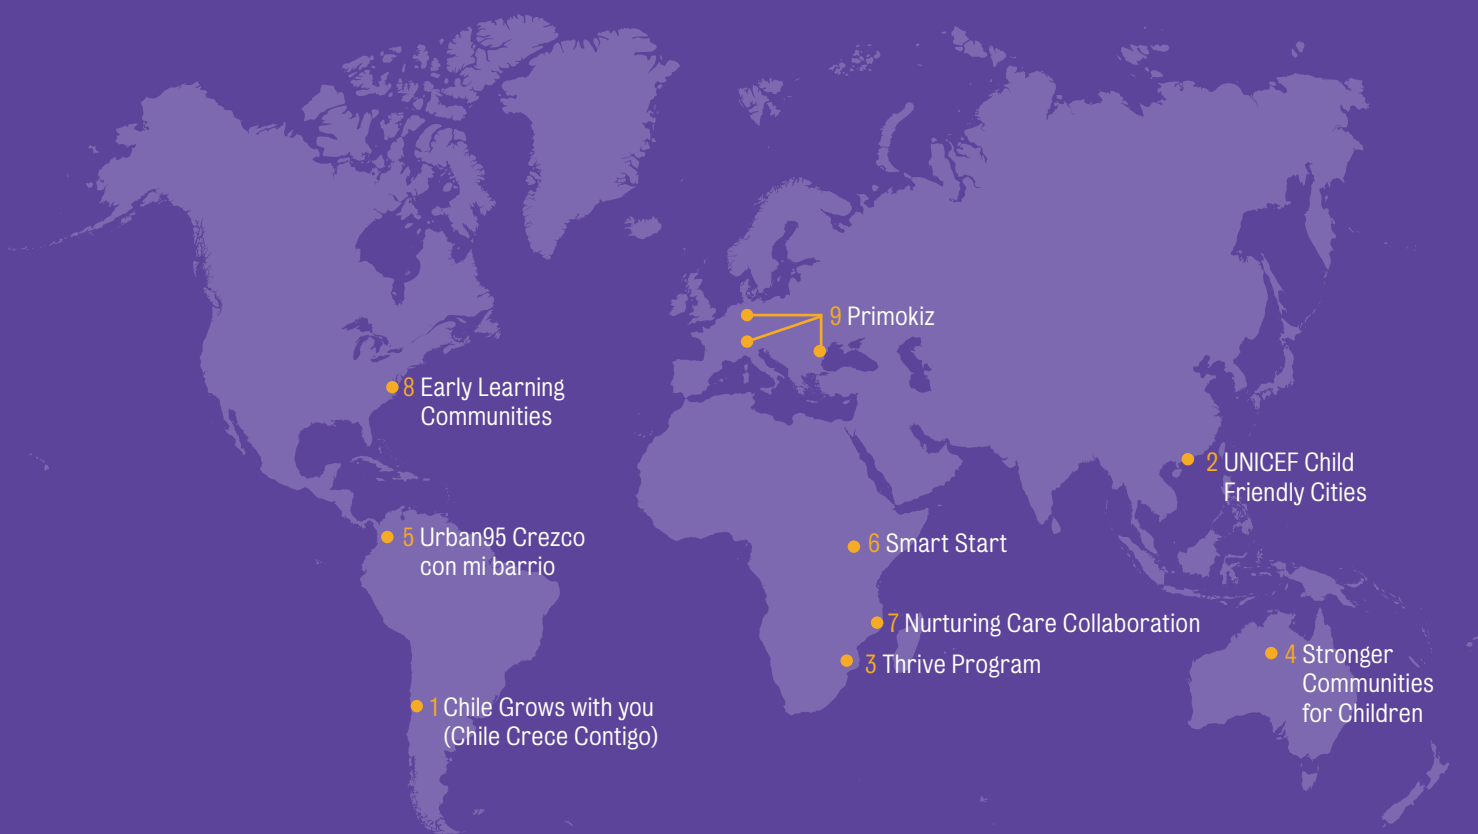 9 Primokiz
8 Early Learning
Communities
2 UNICEF Child
Friendly Cities
5 Urban95 Crezco
con mi barrio
6 Smart Start
7 Nurturing Care Collaboration
3 Thrive Program
4 Stronger
Communities
for Children
1 Chile Grows with you
(Chile Crece Contigo)